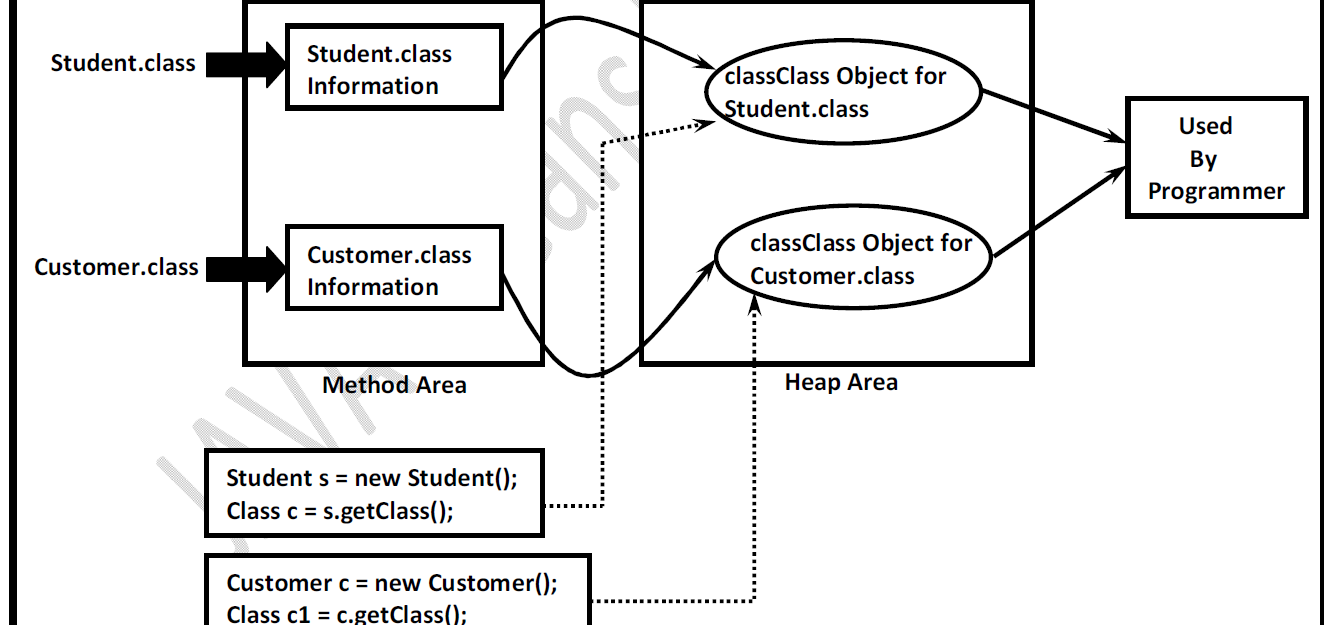 Student.class
Student.class
Information
classClass Object for
Student.class
Used
By
Programmer
Customer.class
Customer.class
Information
classClass Object for
Customer.class
Method Area
Heap Area
Student s = new Student();
Class c = s.getClass();
Customer c = new Customer();
Class c1 = c.getClass();
JAVA
ans